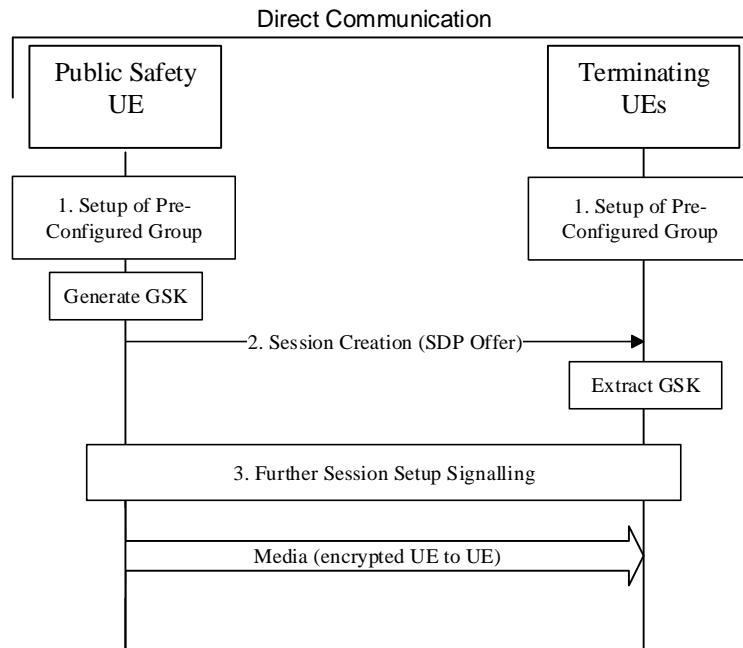 Direct Communication
Public Safety
UE
Terminating
UEs
1. Setup of Pre-
Configured Group
1. Setup of Pre-
Configured Group
Generate GSK
2. Session Creation (SDP Offer)
Extract GSK
3. Further Session Setup Signalling
Media (encrypted UE to UE)